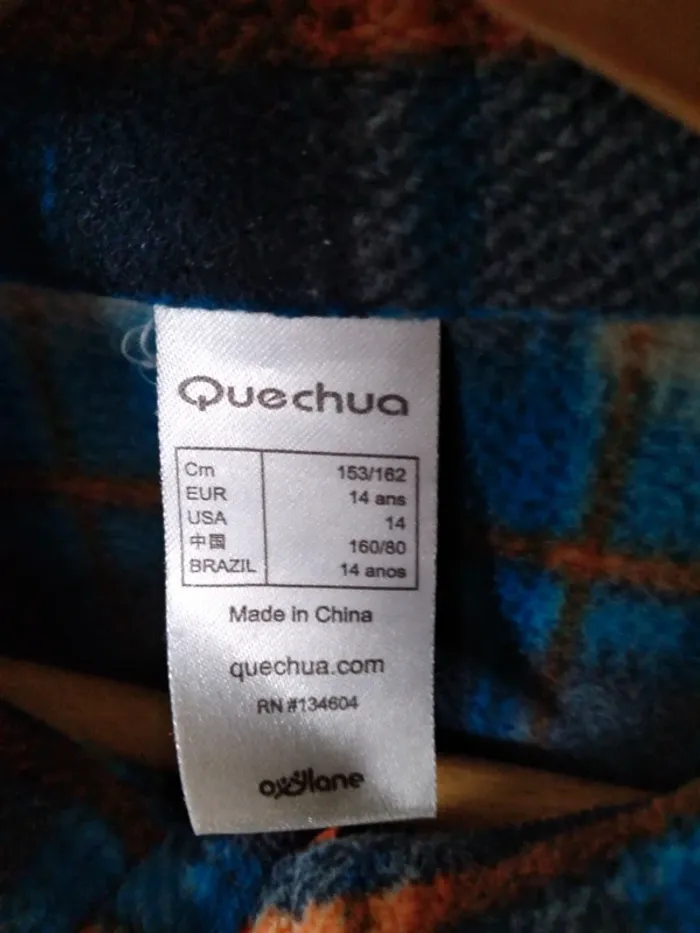 Quechua
Cm 153/162
EUR 14 ans
USA 14
中国 160/80
BRAZIL 14 anos
Made in China
quechua.com
RN #134604
oxylane